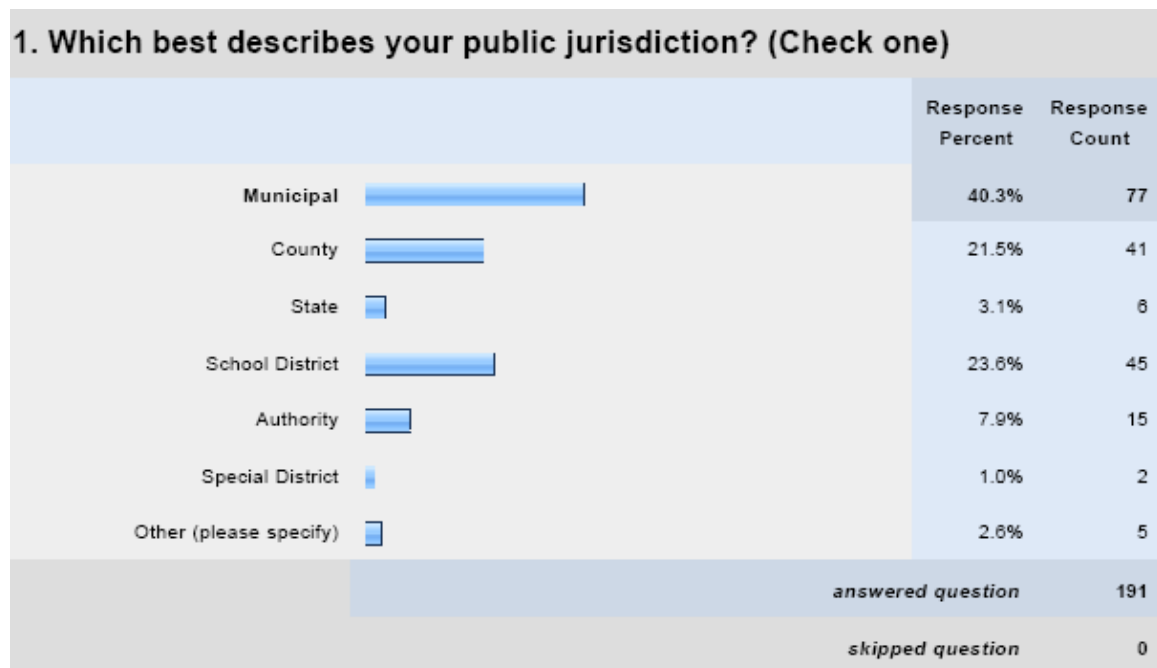 1. Which best describes your public jurisdiction? (Check one)
Response Percent Response Count
Municipal 40.3% 77
County 21.5% 41
State 3.1% 6
School District 23.6% 45
Authority 7.9% 15
Special District 1.0% 2
Other (please specify) 2.6% 5
answered question 191
skipped question 0